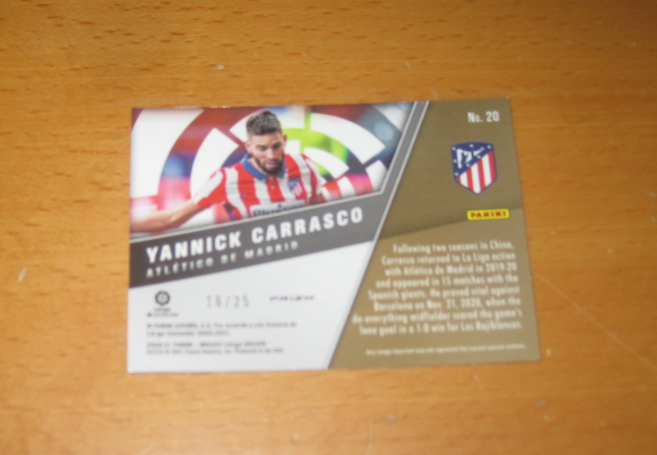 No. 20
PANINI
YANNICK CARRASCO
ATLÉTICO DE MADRID
Following two seasons in China,
Carrasco returned to La Liga action
with Atlético de Madrid in 2019-20
and appeared in 15 matches with the
Spanish giants. He proved vital against
Barcelona on Nov. 21, 2020, when the
do-everything midfielder scored the game's
lone goal in a 1-0 win for Los Rojiblancos.
16/25